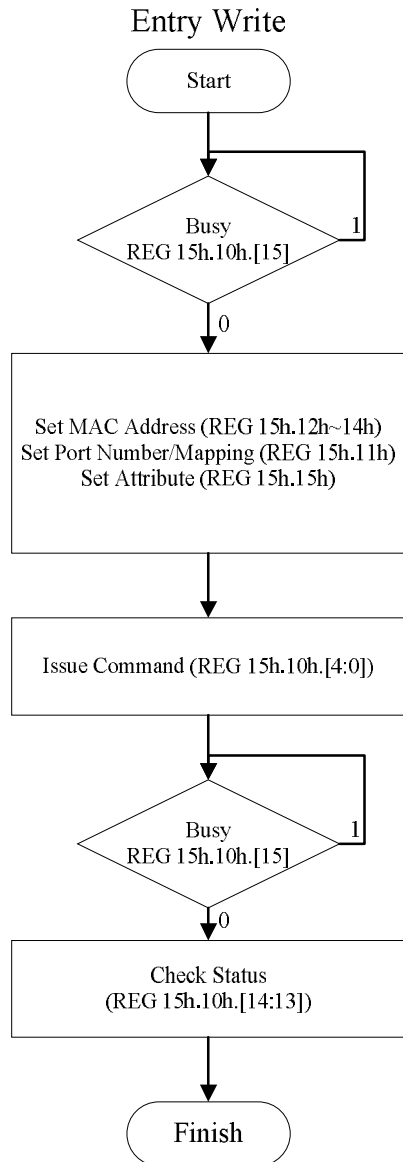 Entry Write
Start
Busy
REG 15h.10h.[15]
1
0
Set MAC Address (REG 15h.12h~14h)
Set Port Number/Mapping (REG 15h.11h)
Set Attribute (REG 15h.15h)
Issue Command (REG 15h.10h.[4:0])
Busy
REG 15h.10h.[15]
1
0
Check Status
(REG 15h.10h.[14:13])
Finish